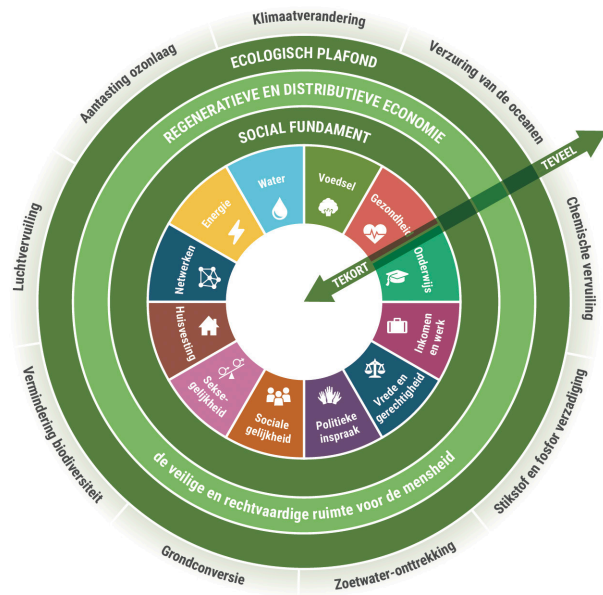 Klimaatverandering
Verzuring van de oceanen
Chemische vervuiling
Stikstof en fosfor verzadiging
Zoetwater-onttrekking
Grondconversie
Vermindering biodiversiteit
Luchtvervuiling
Aantasting ozonlaag
ECOLOGISCH PLAFOND
REGENERATIEVE EN DISTRIBUTIEVE ECONOMIE
SOCIAL FUNDAMENT
TEVEEL
TEKORT
Voedsel
Gezondheid
Onderwijs
Inkomen
en werk
Vrede en
gerechtigheid
Politieke
inspraak
Sociale
gelijkheid
Sekse-
gelijkheid
Huisvesting
Netwerken
Energie
Water
de veilige en rechtvaardige ruimte voor de mensheid